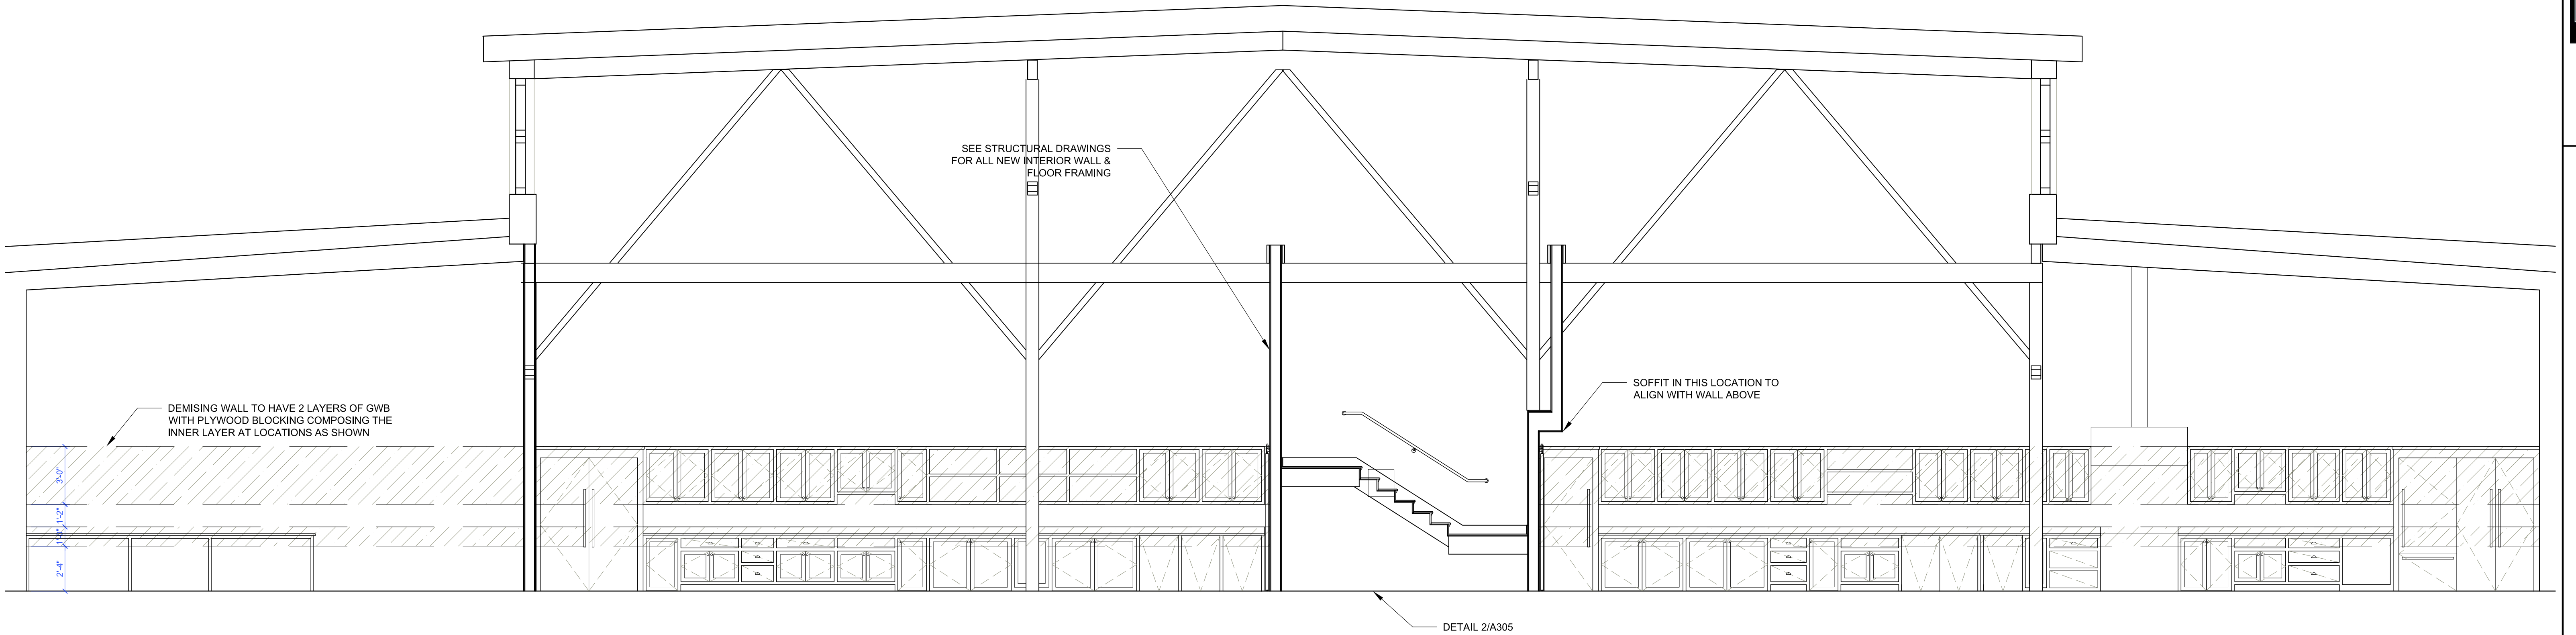 SEE STRUCTURAL DRAWINGS
FOR ALL NEW INTERIOR WALL &
FLOOR FRAMING
SOFFIT IN THIS LOCATION TO
ALIGN WITH WALL ABOVE
DEMISING WALL TO HAVE 2 LAYERS OF GWB
WITH PLYWOOD BLOCKING COMPOSING THE
INNER LAYER AT LOCATIONS AS SHOWN
3'-0"
1'-2"
1'-0"
2'-4"
DETAIL 2/A305